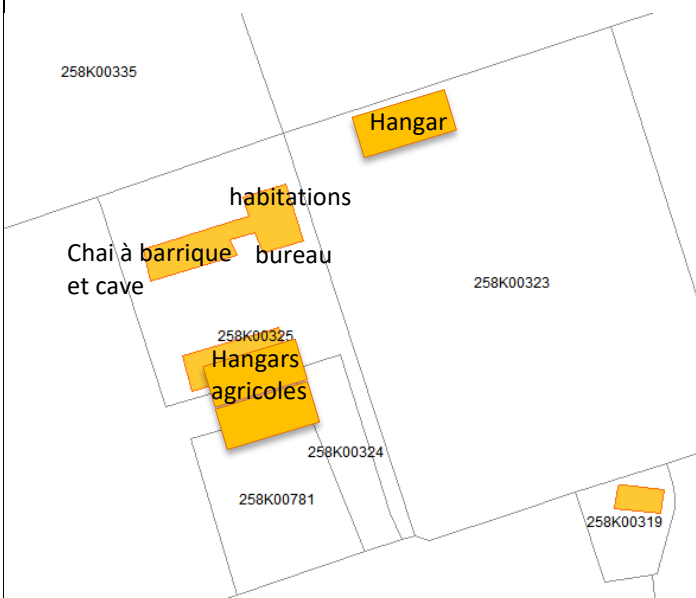 258K00335
Hangar
habitations
Chai à barrique
et cave
bureau
258K00323
258K00325
Hangars
agricoles
258K00324
258K00781
258K00319